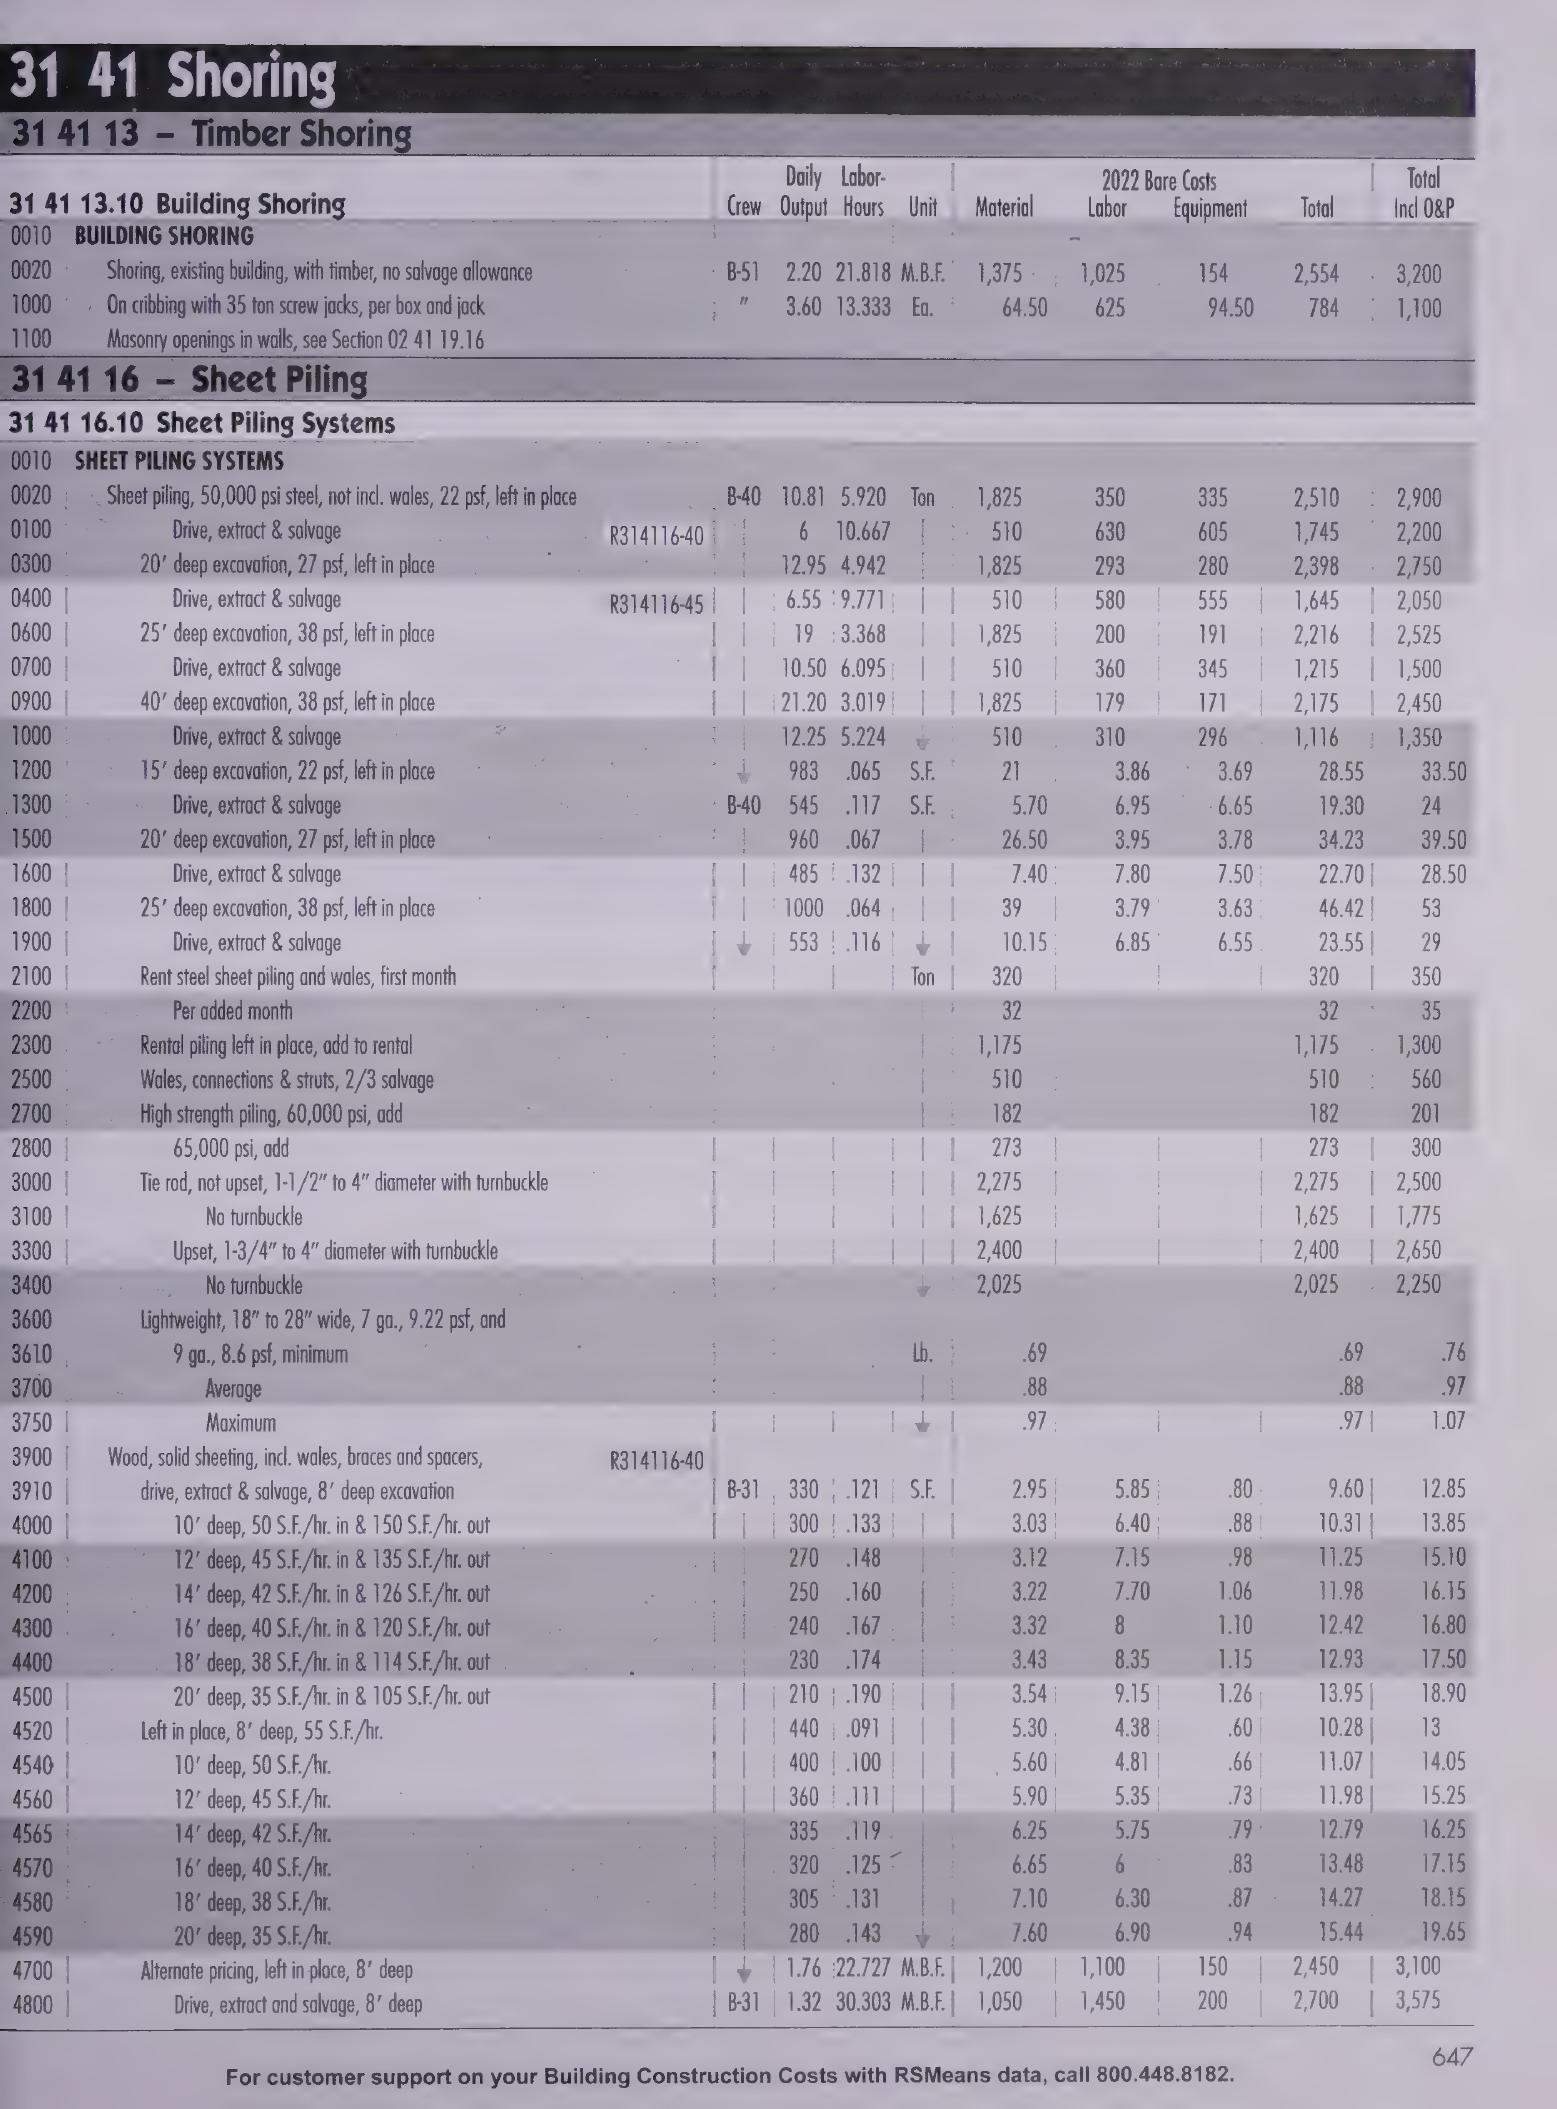 31 41 Shoring
31 41 13 – Timber Shoring
31 41 13.10 Building Shoring Crew Daily Output Labor-Hours Unit Material 2022 Bare Costs Labor Equipment Total Total Incl O&P
0010 BUILDING SHORING
0020 Shoring, existing building, with timber, no salvage allowance B-51 2.20 21.818 M.B.F. 1,375 1,025 154 2,554 3,200
1000 On cribbing with 35 ton screw jacks, per box and jack " 3.60 13.333 Ea. 64.50 625 94.50 784 1,100
1100 Masonry openings in walls, see Section 02 41 19.16
31 41 16 – Sheet Piling
31 41 16.10 Sheet Piling Systems
0010 SHEET PILING SYSTEMS
0020 Sheet piling, 50,000 psi steel, not incl. wales, 22 psf, left in place B-40 10.81 5.920 Ton 1,825 350 335 2,510 2,900
0100 Drive, extract & salvage R314116-40 6 10.667 510 630 605 1,745 2,200
0300 20' deep excavation, 27 psf, left in place 12.95 4.942 1,825 293 280 2,398 2,750
0400 Drive, extract & salvage R314116-45 6.55 9.771 510 580 555 1,645 2,050
0600 25' deep excavation, 38 psf, left in place 19 3.368 1,825 200 191 2,216 2,525
0700 Drive, extract & salvage 10.50 6.095 510 360 345 1,215 1,500
0900 40' deep excavation, 38 psf, left in place 21.20 3.019 1,825 179 171 2,175 2,450
1000 Drive, extract & salvage 12.25 5.224 510 310 296 1,116 1,350
1200 15' deep excavation, 22 psf, left in place 983 .065 S.F. 21 3.86 3.69 28.55 33.50
1300 Drive, extract & salvage B-40 545 .117 S.F. 5.70 6.95 6.65 19.30 24
1500 20' deep excavation, 27 psf, left in place 960 .067 26.50 3.95 3.78 34.23 39.50
1600 Drive, extract & salvage 485 .132 7.40 7.80 7.50 22.70 28.50
1800 25' deep excavation, 38 psf, left in place 1000 .064 39 3.79 3.63 46.42 53
1900 Drive, extract & salvage 553 .116 10.15 6.85 6.55 23.55 29
2100 Rent steel sheet piling and wales, first month Ton 320 320 350
2200 Per added month 32 32 35
2300 Rental piling left in place, add to rental 1,175 1,175 1,300
2500 Wales, connections & struts, 2/3 salvage 510 510 560
2700 High strength piling, 60,000 psi, add 182 182 201
2800 65,000 psi, add 273 273 300
3000 Tie rod, not upset, 1-1/2" to 4" diameter with turnbuckle 2,275 2,275 2,500
3100 No turnbuckle 1,625 1,625 1,775
3300 Upset, 1-3/4" to 4" diameter with turnbuckle 2,400 2,400 2,650
3400 No turnbuckle 2,025 2,025 2,250
3600 Lightweight, 18" to 28" wide, 7 ga., 9.22 psf, and
3610 9 ga., 8.6 psf, minimum Lb. .69 .69 .76
3700 Average .88 .88 .97
3750 Maximum .97 .97 1.07
3900 Wood, solid sheeting, incl. wales, braces and spacers, R314116-40
3910 drive, extract & salvage, 8' deep excavation B-31 330 .121 S.F. 2.95 5.85 .80 9.60 12.85
4000 10' deep, 50 S.F./hr. in & 150 S.F./hr. out 300 .133 3.03 6.40 .88 10.31 13.85
4100 12' deep, 45 S.F./hr. in & 135 S.F./hr. out 270 .148 3.12 7.15 .98 11.25 15.10
4200 14' deep, 42 S.F./hr. in & 126 S.F./hr. out 250 .160 3.22 7.70 1.06 11.98 16.15
4300 16' deep, 40 S.F./hr. in & 120 S.F./hr. out 240 .167 3.32 8 1.10 12.42 16.80
4400 18' deep, 38 S.F./hr. in & 114 S.F./hr. out 230 .174 3.43 8.35 1.15 12.93 17.50
4500 20' deep, 35 S.F./hr. in & 105 S.F./hr. out 210 .190 3.54 9.15 1.26 13.95 18.90
4520 Left in place, 8' deep, 55 S.F./hr. 440 .091 5.30 4.38 .60 10.28 13
4540 10' deep, 50 S.F./hr. 400 .100 5.60 4.81 .66 11.07 14.05
4560 12' deep, 45 S.F./hr. 360 .111 5.90 5.35 .73 11.98 15.25
4565 14' deep, 42 S.F./hr. 335 .119 6.25 5.75 .79 12.79 16.25
4570 16' deep, 40 S.F./hr. 320 .125 6.65 6 .83 13.48 17.15
4580 18' deep, 38 S.F./hr. 305 .131 7.10 6.30 .87 14.27 18.15
4590 20' deep, 35 S.F./hr. 280 .143 7.60 6.90 .94 15.44 19.65
4700 Alternate pricing, left in place, 8' deep 1.76 22.727 M.B.F. 1,200 1,100 150 2,450 3,100
4800 Drive, extract and salvage, 8' deep B-31 1.32 30.303 M.B.F. 1,050 1,450 200 2,700 3,575
647
For customer support on your Building Construction Costs with RSMeans data, call 800.448.8182.